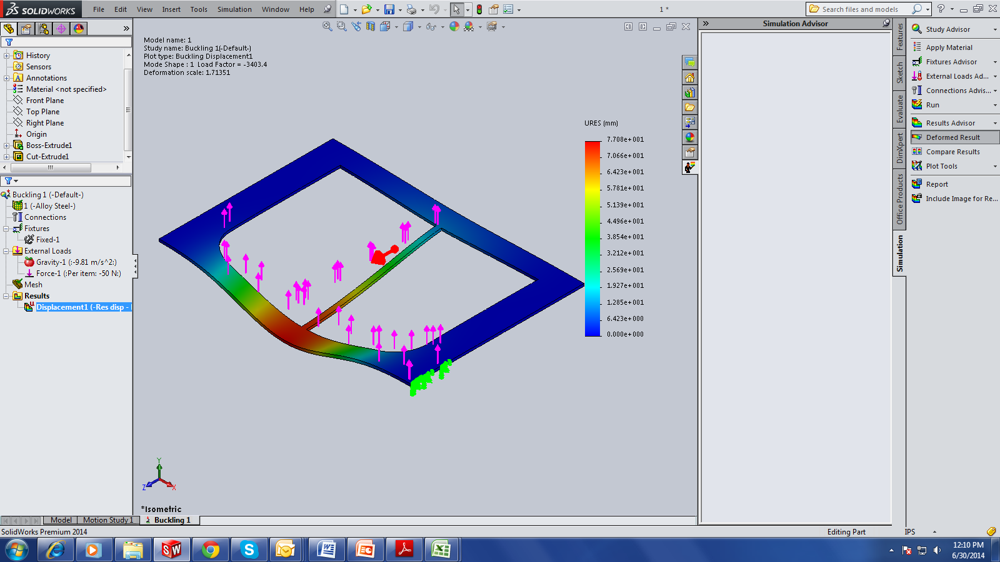 SOLIDWORKS File Edit View Insert Tools Simulation Window Help 1 * Search files and models
Model name: 1
Study name: Buckling 1(-Default-)
Plot type: Buckling Displacement1
Mode Shape : 1 Load Factor = -3403.4
Deformation scale: 1.71351
History
Sensors
Annotations
Material <not specified>
Front Plane
Top Plane
Right Plane
Origin
Boss-Extrude1
Cut-Extrude1
Buckling 1 (-Default-)
1 (-Alloy Steel-)
Connections
Fixtures
Fixed-1
External Loads
Gravity-1 (:-9.81 m/s^2:)
Force-1 (:Per item: -50 N:)
Mesh
Results
Displacement1 (-Res disp -
URES (mm)
7.708e+001
7.066e+001
6.423e+001
5.781e+001
5.139e+001
4.496e+001
3.854e+001
3.212e+001
2.569e+001
1.927e+001
1.285e+001
6.423e+000
0.000e+000
Y
Z
X
*Isometric
Simulation Advisor
Features
Sketch
Evaluate
DimXpert
Office Products
Simulation
Study Advisor
Apply Material
Fixtures Advisor
External Loads Ad...
Connections Advis...
Run
Results Advisor
Deformed Result
Compare Results
Plot Tools
Report
Include Image for Re...
Model Motion Study 1 Buckling 1
SolidWorks Premium 2014 Editing Part IPS
12:10 PM
6/30/2014